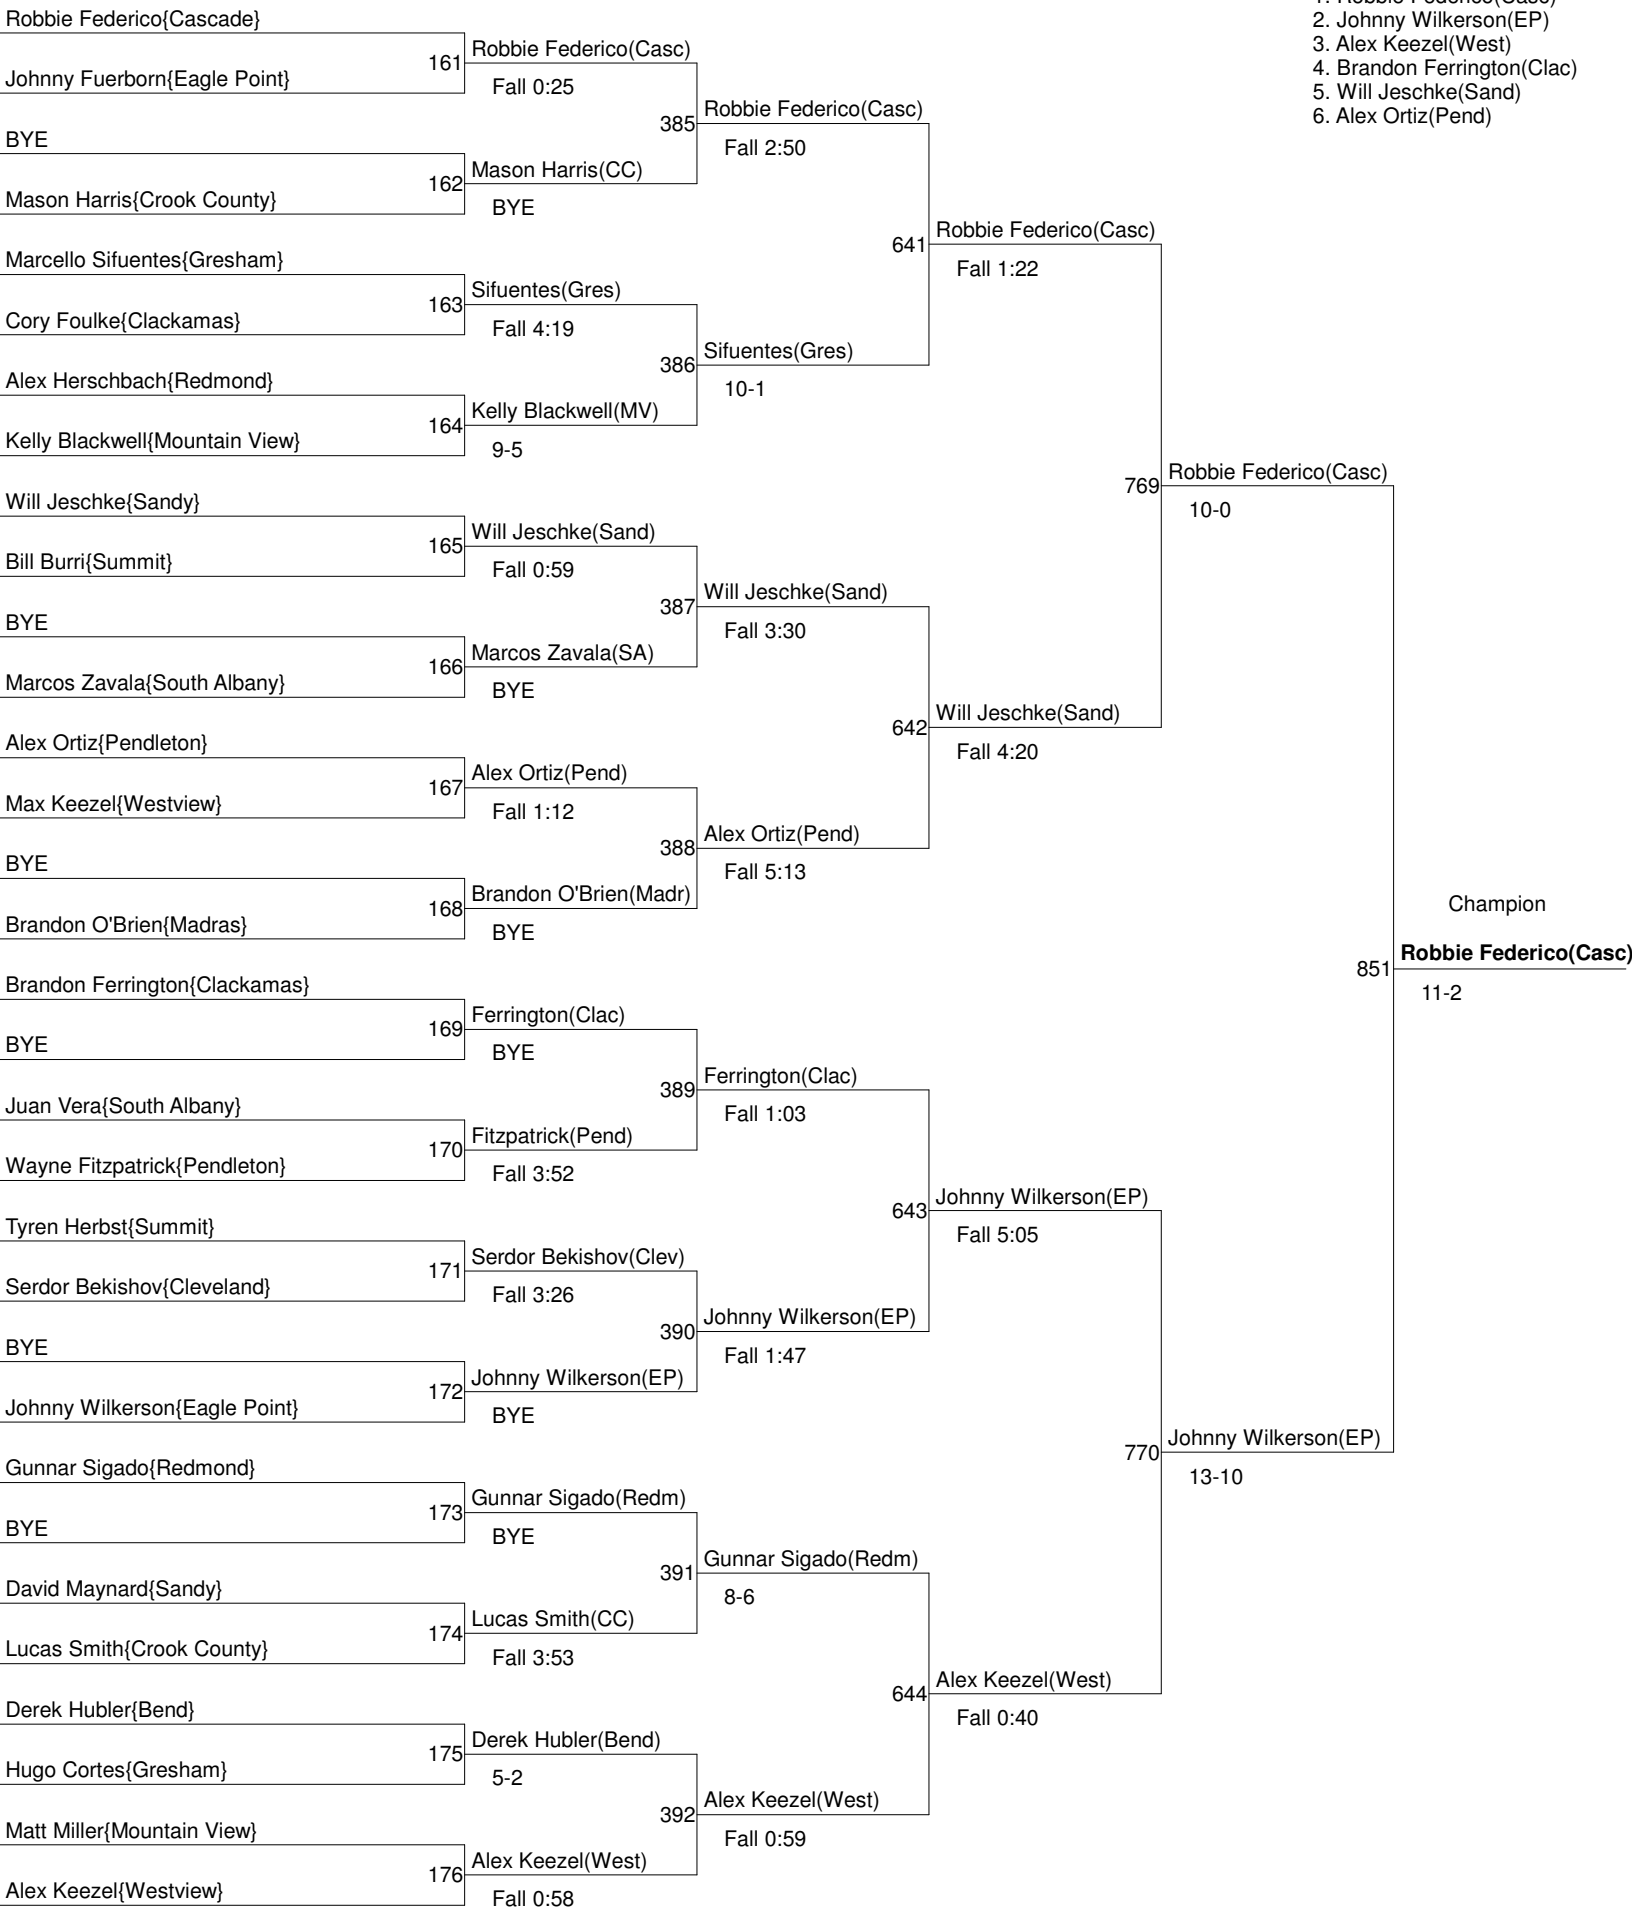 1. Robbie Federico(Casc)
2. Johnny Wilkerson(EP)
3. Alex Keezel(West)
4. Brandon Ferrington(Clac)
5. Will Jeschke(Sand)
6. Alex Ortiz(Pend)
Robbie Federico{Cascade}
Johnny Fuerborn{Eagle Point}
BYE
Mason Harris{Crook County}
Marcello Sifuentes{Gresham}
Cory Foulke{Clackamas}
Alex Herschbach{Redmond}
Kelly Blackwell{Mountain View}
Will Jeschke{Sandy}
Bill Burri{Summit}
BYE
Marcos Zavala{South Albany}
Alex Ortiz{Pendleton}
Max Keezel{Westview}
BYE
Brandon O'Brien{Madras}
Brandon Ferrington{Clackamas}
BYE
Juan Vera{South Albany}
Wayne Fitzpatrick{Pendleton}
Tyren Herbst{Summit}
Serdor Bekishov{Cleveland}
BYE
Johnny Wilkerson{Eagle Point}
Gunnar Sigado{Redmond}
BYE
David Maynard{Sandy}
Lucas Smith{Crook County}
Derek Hubler{Bend}
Hugo Cortes{Gresham}
Matt Miller{Mountain View}
Alex Keezel{Westview}
161 Robbie Federico(Casc)
Fall 0:25
162 Mason Harris(CC)
BYE
163 Sifuentes(Gres)
Fall 4:19
164 Kelly Blackwell(MV)
9-5
165 Will Jeschke(Sand)
Fall 0:59
166 Marcos Zavala(SA)
BYE
167 Alex Ortiz(Pend)
Fall 1:12
168 Brandon O'Brien(Madr)
BYE
169 Ferrington(Clac)
BYE
170 Fitzpatrick(Pend)
Fall 3:52
171 Serdor Bekishov(Clev)
Fall 3:26
172 Johnny Wilkerson(EP)
BYE
173 Gunnar Sigado(Redm)
BYE
174 Lucas Smith(CC)
Fall 3:53
175 Derek Hubler(Bend)
5-2
176 Alex Keezel(West)
Fall 0:58
385 Robbie Federico(Casc)
Fall 2:50
386 Sifuentes(Gres)
10-1
387 Will Jeschke(Sand)
Fall 3:30
388 Alex Ortiz(Pend)
Fall 5:13
389 Ferrington(Clac)
Fall 1:03
390 Johnny Wilkerson(EP)
Fall 1:47
391 Gunnar Sigado(Redm)
8-6
392 Alex Keezel(West)
Fall 0:59
641 Robbie Federico(Casc)
Fall 1:22
642 Will Jeschke(Sand)
Fall 4:20
643 Johnny Wilkerson(EP)
Fall 5:05
644 Alex Keezel(West)
Fall 0:40
769 Robbie Federico(Casc)
10-0
770 Johnny Wilkerson(EP)
13-10
Champion
851 Robbie Federico(Casc)
11-2